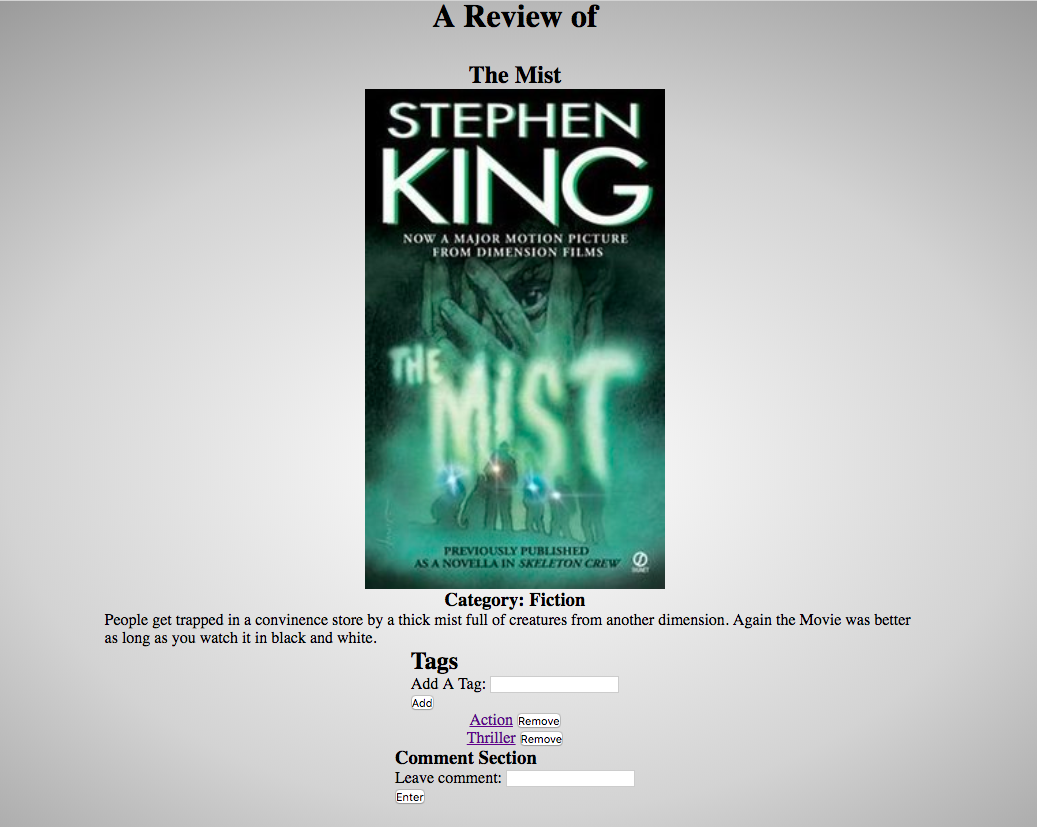 A Review of
The Mist
STEPHEN
KING
NOW A MAJOR MOTION PICTURE
FROM DIMENSION FILMS
THE
MIST
PREVIOUSLY PUBLISHED
AS A NOVELLA IN SKELETON CREW
SIGNET
Category: Fiction
People get trapped in a convinence store by a thick mist full of creatures from another dimension. Again the Movie was better
as long as you watch it in black and white.
Tags
Add A Tag:
Add
Action Remove
Thriller Remove
Comment Section
Leave comment:
Enter